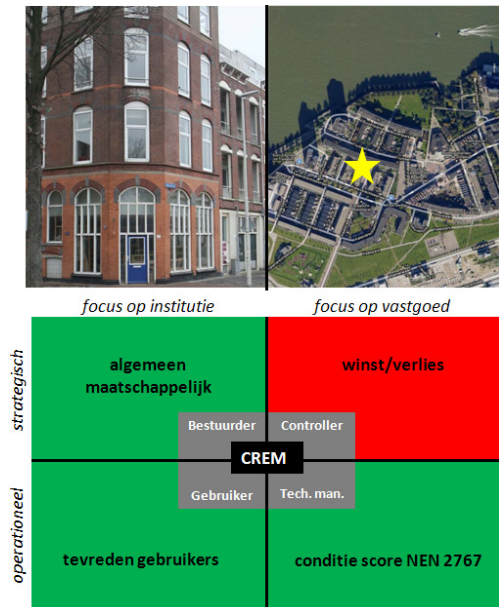 focus op institutie
focus op vastgoed
strategisch
algemeen
maatschappelijk
winst/verlies
Bestuurder
Controller
CREM
Gebruiker
Tech. man.
operationeel
tevreden gebruikers
conditie score NEN 2767